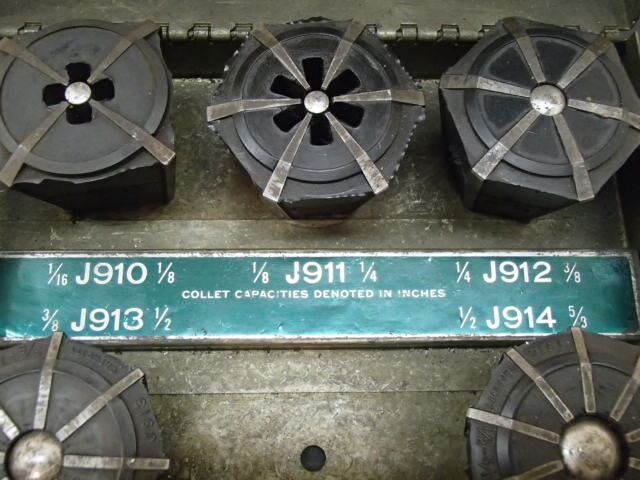 1/16 J910 1/8 1/8 J911 1/4 1/4 J912 3/8
COLLET CAPACITIES DENOTED IN INCHES
3/8 J913 1/2 1/2 J914 5/3